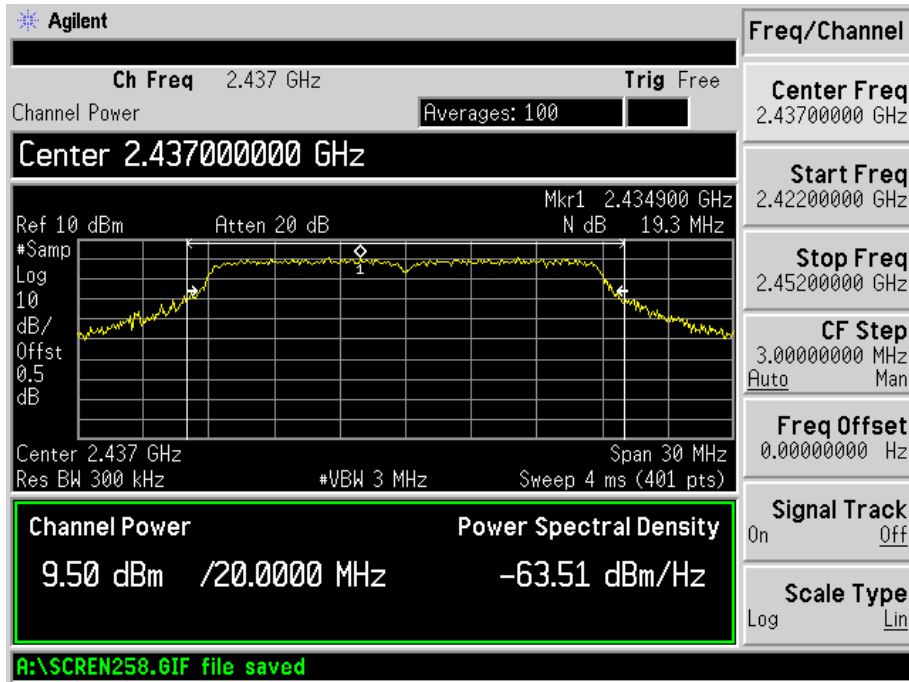 Agilent
Freq/Channel
Ch Freq 2.437 GHz Trig Free
Channel Power Averages: 100
Center 2.437000000 GHz
Mkr1 2.434900 GHz
Ref 10 dBm Atten 20 dB N dB 19.3 MHz
#Samp
Log
10
dB/
Offst
0.5
dB
1
Center 2.437 GHz Span 30 MHz
Res BW 300 kHz #VBW 3 MHz Sweep 4 ms (401 pts)
Channel Power Power Spectral Density
9.50 dBm /20.0000 MHz -63.51 dBm/Hz
A:\SCREN258.GIF file saved
Center Freq
2.43700000 GHz
Start Freq
2.42200000 GHz
Stop Freq
2.45200000 GHz
CF Step
3.00000000 MHz
Auto Man
Freq Offset
0.00000000 Hz
Signal Track
On Off
Scale Type
Log Lin